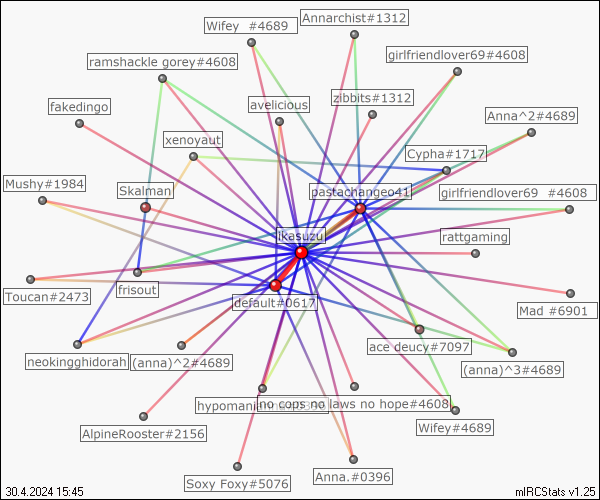 Wifey   #4689
Annarchist#1312
ramshackle gorey#4608
girlfriendlover69#4608
fakedingo
avelicious
zibbits#1312
Anna^2#4689
xenoyaut
Cypha#1717
Mushy#1984
Skalman
pastachangeo41
girlfriendlover69   #4608
ikasuzu
rattgaming
Toucan#2473
frisout
default#0617
Mad #6901
neokingghidorah
(anna)^2#4689
ace deucy#7097
(anna)^3#4689
no cops no laws no hope#4608
AlpineRooster#2156
Wifey#4689
Soxy Foxy#5076
Anna.#0396
30.4.2024 15:45
mIRCStats v1.25